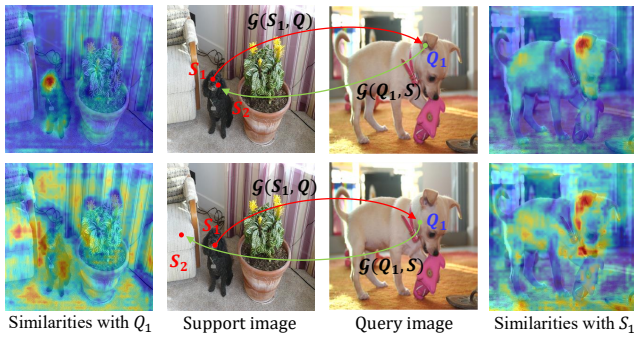 𝒢(S₁, Q)
S₁
Q₁
S₂
𝒢(Q₁, S)
𝒢(S₁, Q)
S₁
Q₁
S₂
𝒢(Q₁, S)
Similarities with Q₁
Support image
Query image
Similarities with S₁